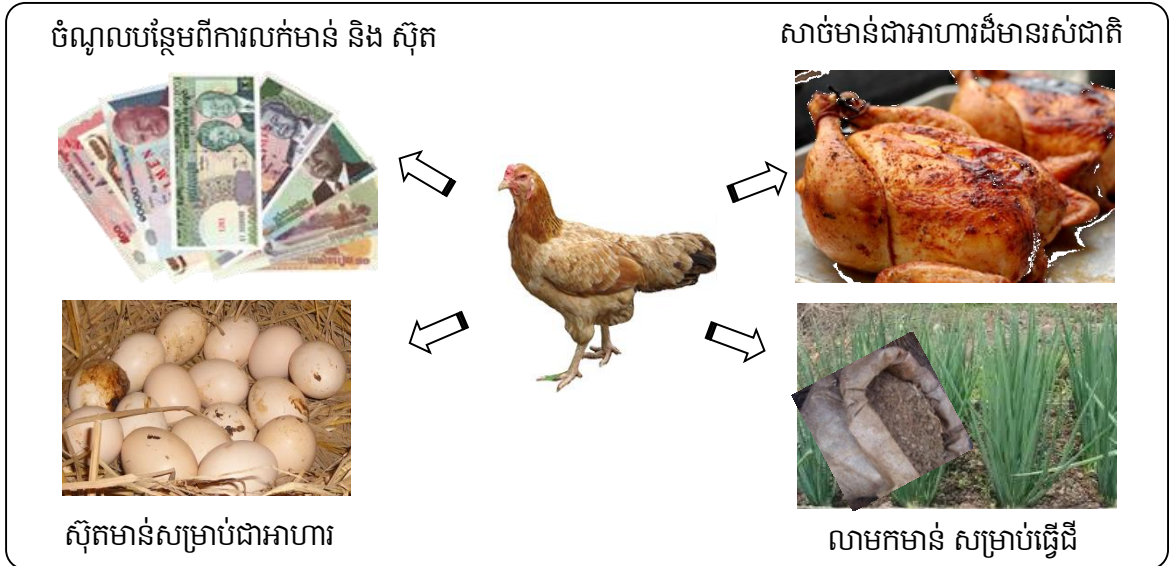 ចំណូលបន្ថែមពីការលក់មាន់ និង ស៊ុត
សាច់មាន់ជាអាហារដ៏មានរស់ជាតិ
ស៊ុតមាន់សម្រាប់ជាអាហារ
លាមកមាន់ សម្រាប់ធ្វើជី